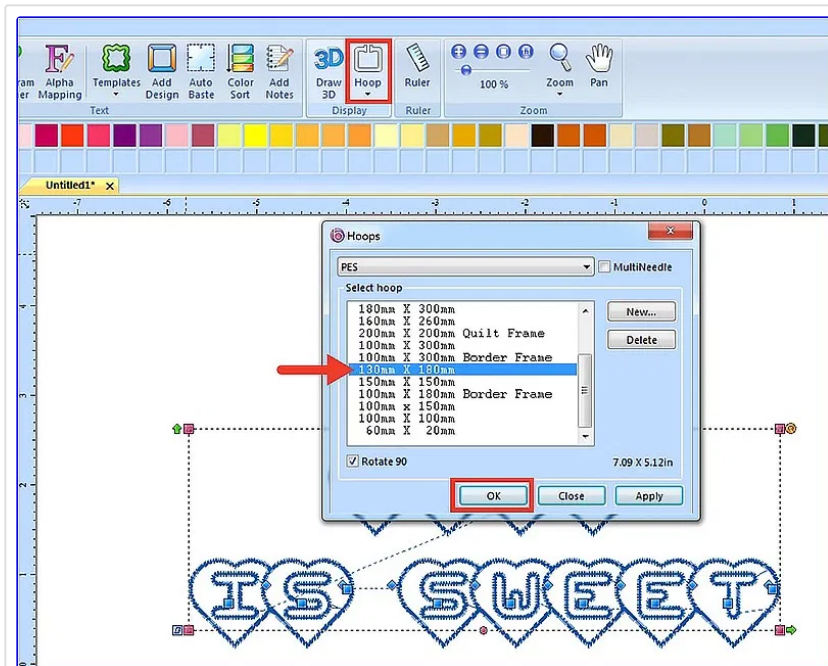 ram Alpha Templates Add Auto Color Add Draw Hoop Ruler 100 % Zoom Pan
er Mapping Design Baste Sort Notes 3D
Text Display Ruler Zoom
Untitled1* x
-7 -6 -5 -4 -3 -2 -1 0 1
Hoops
PES MultiNeedle
Select hoop
180mm X 300mm
160mm X 260mm
200mm X 200mm Quilt Frame
100mm X 300mm
100mm X 300mm Border Frame
130mm X 180mm
150mm X 150mm
100mm X 180mm Border Frame
100mm x 150mm
100mm X 100mm
60mm X 20mm
New...
Delete
Rotate 90 7.09 X 5.12in
OK Close Apply
4
3
2
1
0
IS SWEET